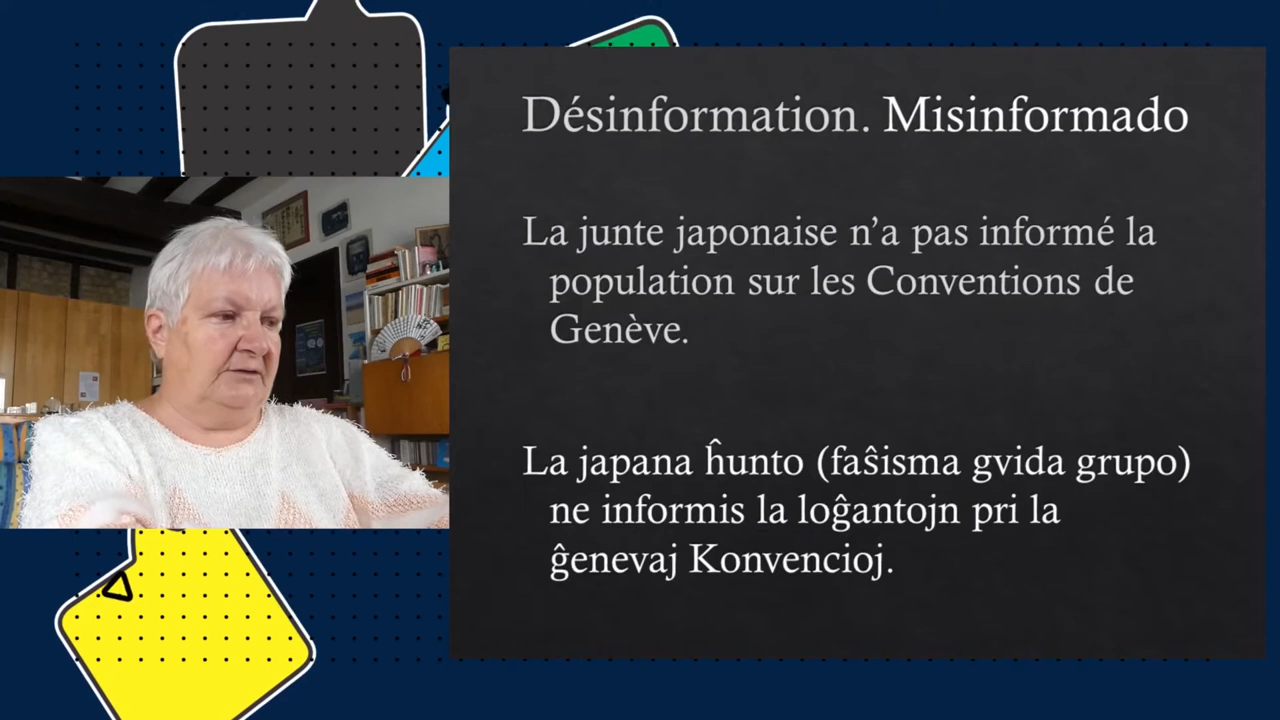 Désinformation. Misinformado
La junte japonaise n’a pas informé la
population sur les Conventions de
Genève.
La japana ĥunto (faŝisma gvida grupo)
ne informis la loĝantojn pri la
ĝenevaj Konvencioj.